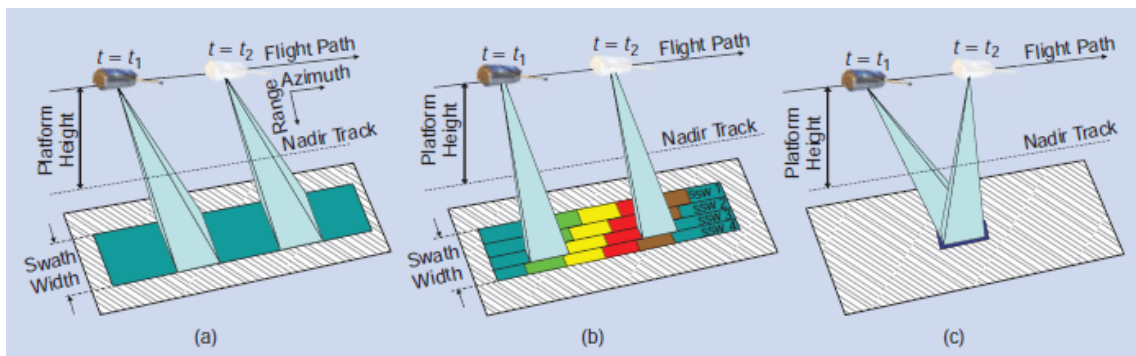 t = t1
t = t2
Flight Path
Azimuth
Range
Platform
Height
Nadir Track
Swath
Width
(a)
t = t1
t = t2
Flight Path
Platform
Height
Nadir Track
SSW 1
SSW 2
SSW 3
SSW 4
Swath
Width
(b)
t = t1
t = t2
Flight Path
Platform
Height
Nadir Track
(c)